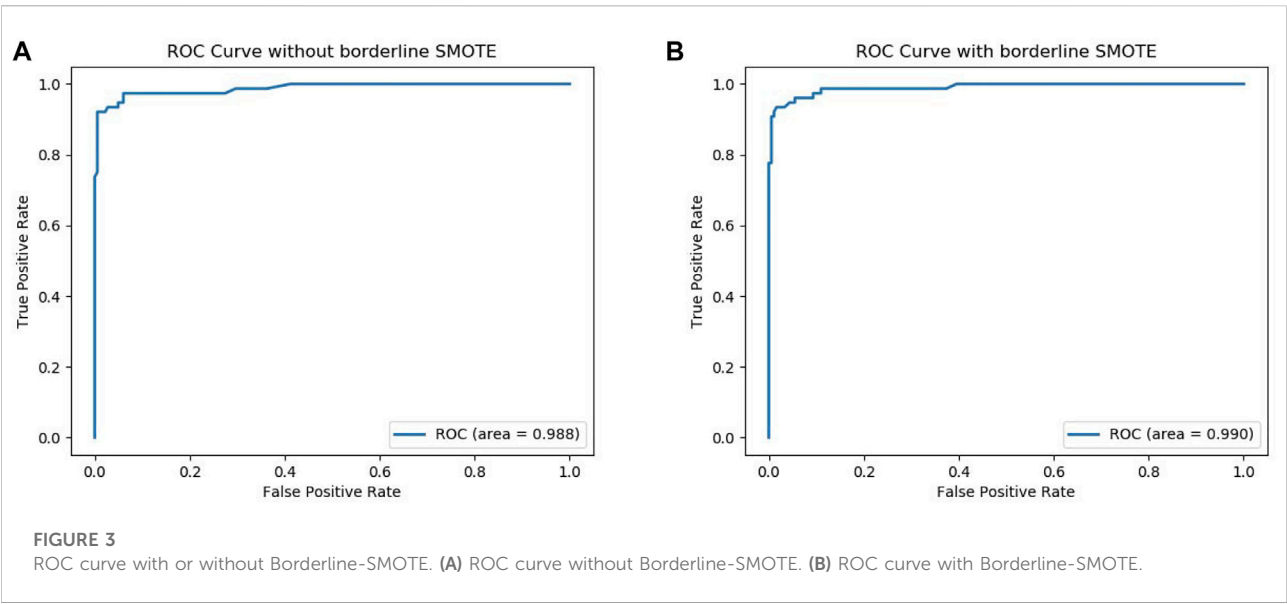 A
ROC Curve without borderline SMOTE
1.0
0.8
0.6
0.4
0.2
0.0
True Positive Rate
ROC (area = 0.988)
0.0 0.2 0.4 0.6 0.8 1.0
False Positive Rate
B
ROC Curve with borderline SMOTE
1.0
0.8
0.6
0.4
0.2
0.0
True Positive Rate
ROC (area = 0.990)
0.0 0.2 0.4 0.6 0.8 1.0
False Positive Rate
FIGURE 3
ROC curve with or without Borderline-SMOTE. (A) ROC curve without Borderline-SMOTE. (B) ROC curve with Borderline-SMOTE.